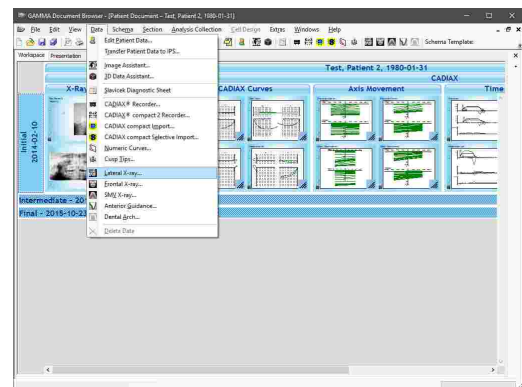 GAMMA Document Browser - [Patient Document - Test, Patient 2, 1980-01-31]
File Edit View Data Schema Section Analysis Collection Cell Design Extras Windows Help
Schema Template:
Workspace Presentation
Edit Patient Data...
Transfer Patient Data to IPS...
Image Assistant...
3D Data Assistant...
Slavicek Diagnostic Sheet
CADIAX® Recorder...
CADIAX® compact 2 Recorder...
CADIAX compact Import...
CADIAX compact Selective Import...
Numeric Curves...
Cusp Tips...
Lateral X-ray...
Frontal X-ray...
SMV X-ray...
Anterior Guidance...
Dental Arch...
Delete Data
Test, Patient 2, 1980-01-31
CADIAX
X-Ray
CADIAX Curves
Axis Movement
Time
Initial
2014-02-10
Intermediate - 20
Final - 2015-10-23